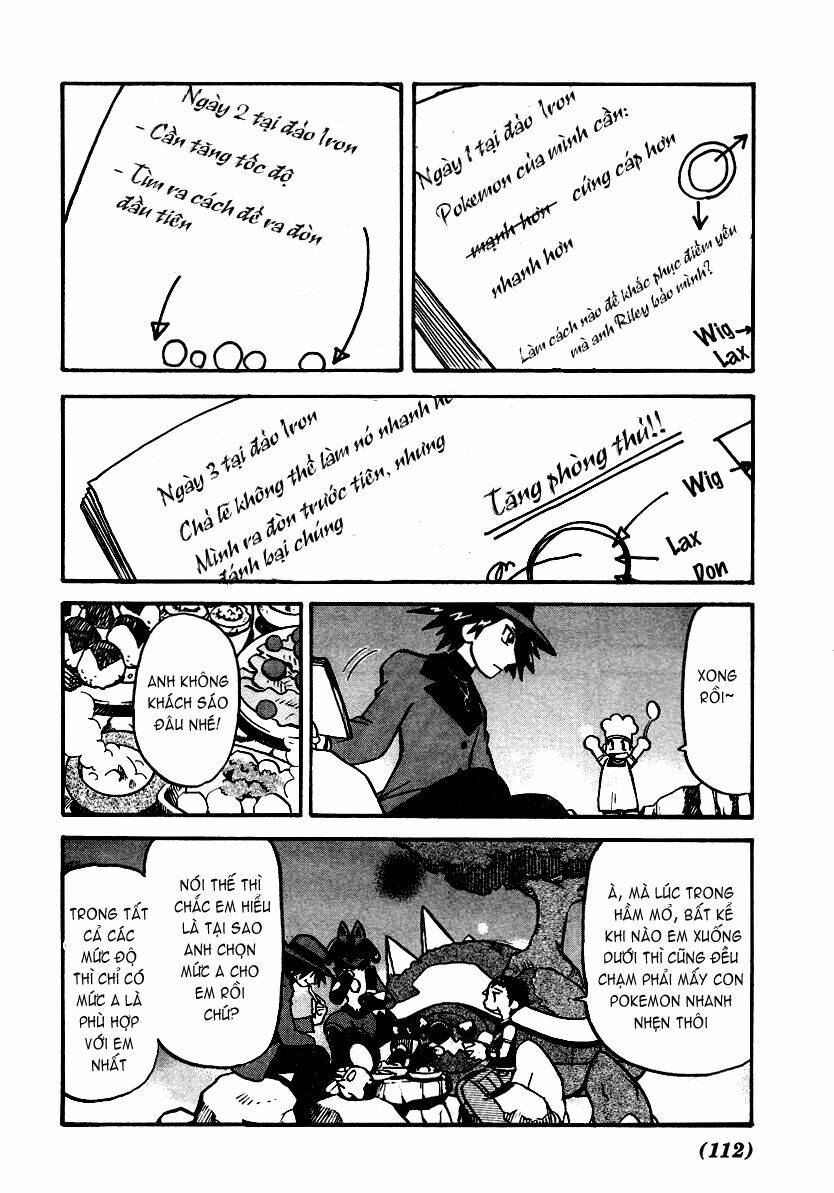 Ngày 1 tại đảo Iron
Pokemon của mình cần:
mạnh hơn cứng cáp hơn
nhanh hơn
Làm cách nào để khắc phục điểm yếu
mà anh Riley bảo mình?
Wig
Lax
Ngày 2 tại đảo Iron
- Cần tăng tốc độ
- Tìm ra cách để ra đòn
đầu tiên
Ngày 3 tại đảo Iron
Chả lẽ không thể làm nó nhanh
Mình ra đòn trước tiên, nhưng
đánh bại chúng
Tăng phòng thủ!!
Wig
Lax
Don
XONG
RỒI~
ANH KHÔNG
KHÁCH SÁO
ĐÂU NHÉ!
À, MÀ LÚC TRONG
HẦM MỎ, BẤT KỂ
KHI NÀO EM XUỐNG
DƯỚI THÌ CŨNG ĐỀU
CHẠM PHẢI MẤY CON
POKEMON NHANH
NHẸN THÔI
NÓI THẾ THÌ
CHẮC EM HIỂU
LÀ TẠI SAO
ANH CHỌN
MỨC A CHO
EM RỒI
CHỨ?
TRONG TẤT
CẢ CÁC
MỨC ĐỘ
THÌ CHỈ CÓ
MỨC A LÀ
PHÙ HỢP
VỚI EM
NHẤT
(112)